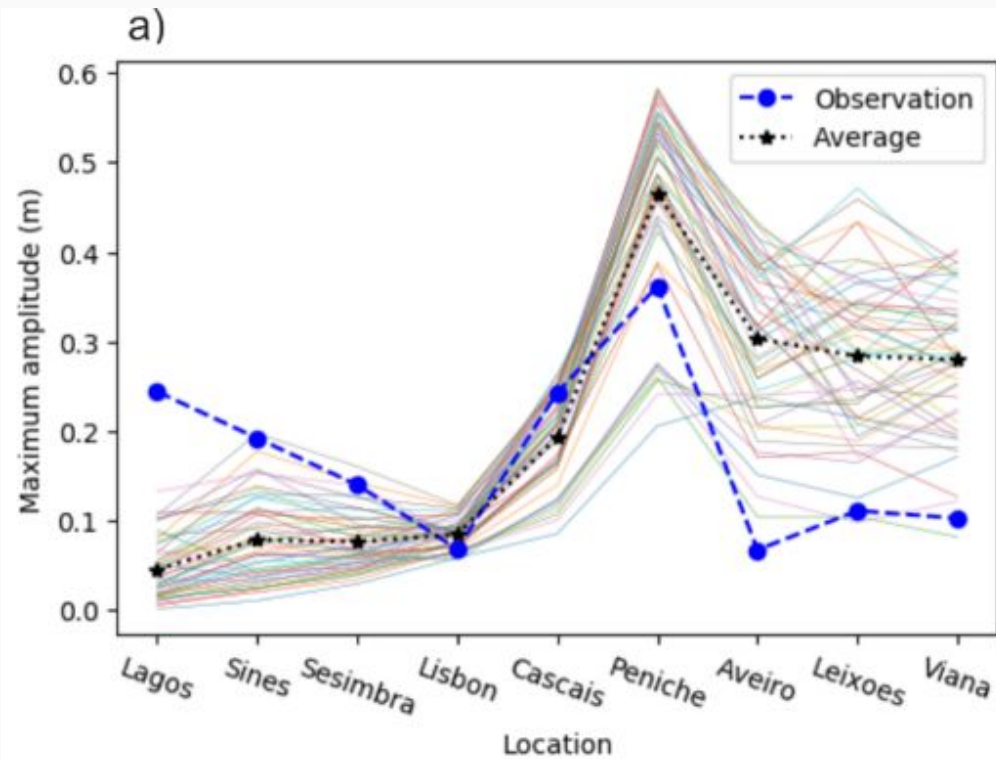 a)
0.6
0.5
0.4
0.3
0.2
0.1
0.0
Maximum amplitude (m)
Observation
Average
Lagos
Sines
Sesimbra
Lisbon
Cascais
Peniche
Aveiro
Leixoes
Viana
Location